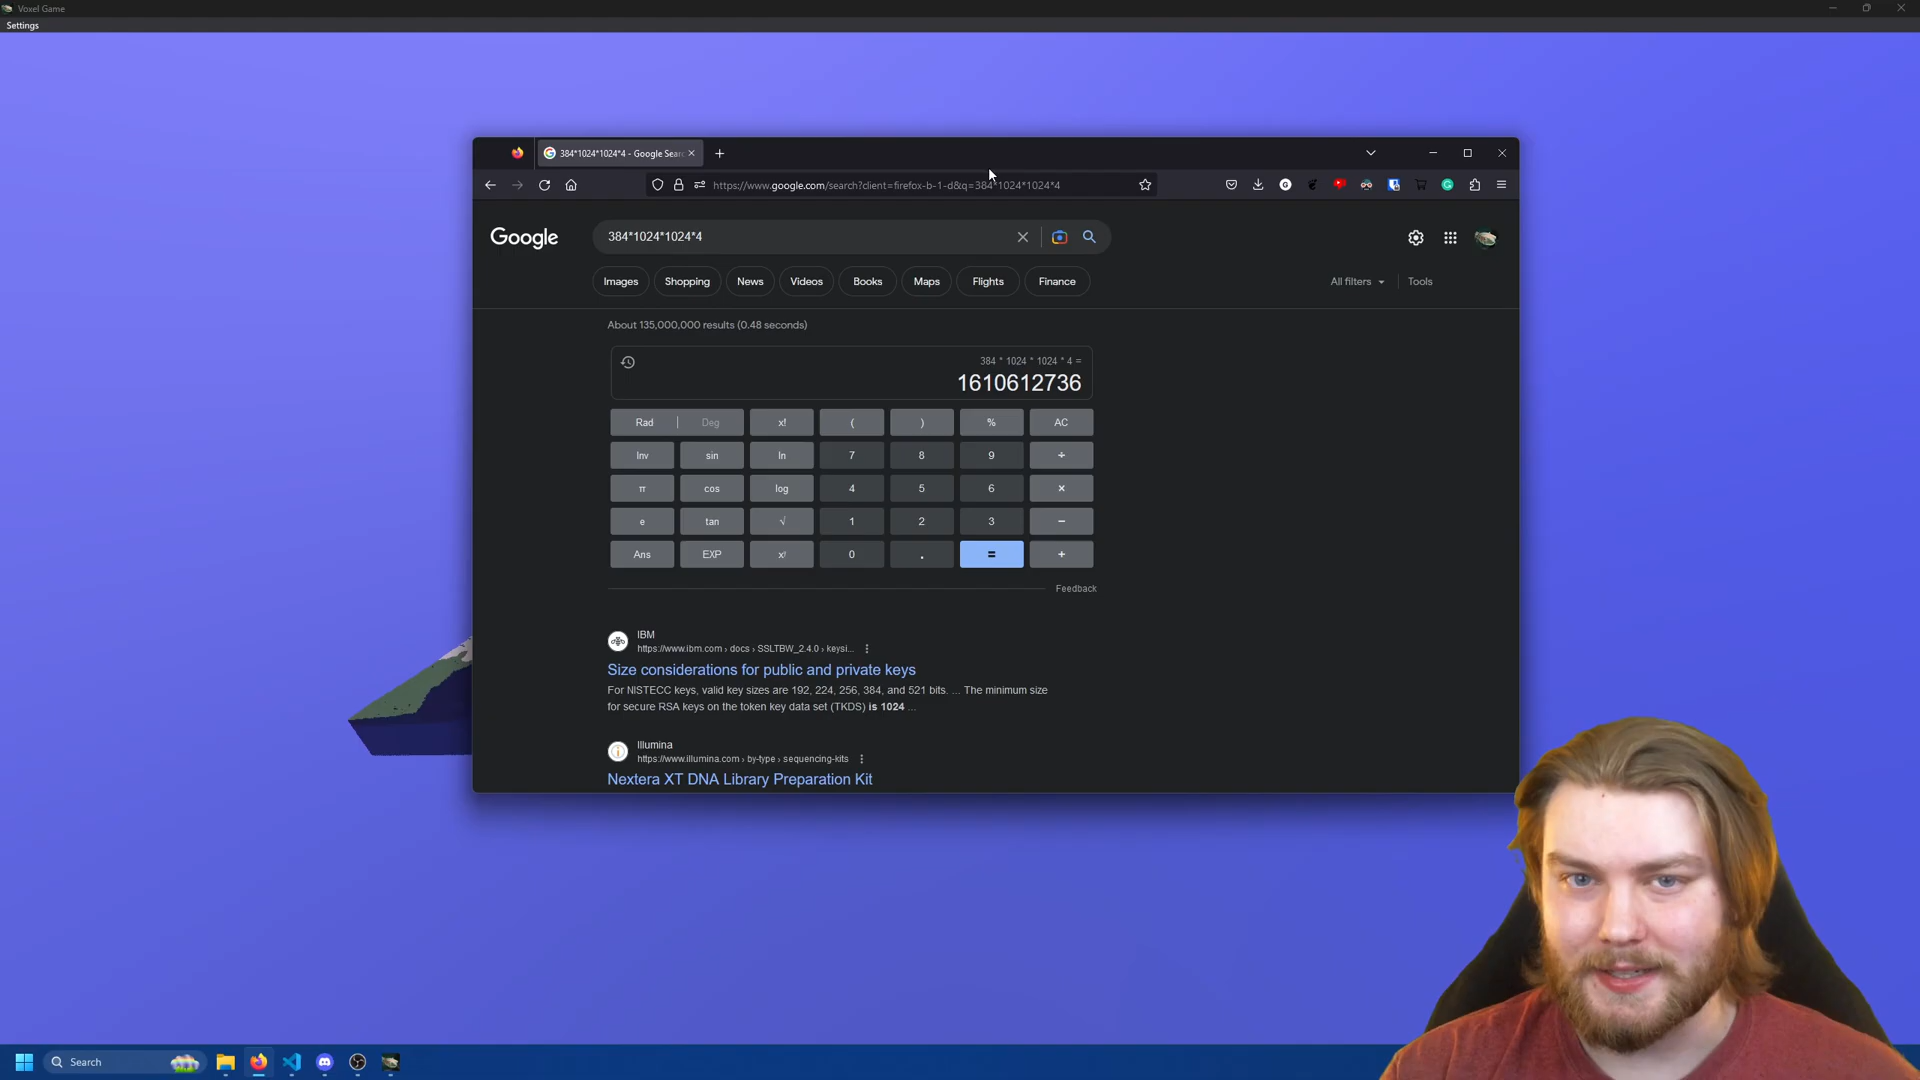 Voxel Game
Settings
384*1024*1024*4 - Google Searc
https://www.google.com/search?client=firefox-b-1-d&q=384*1024*1024*4
Google
384*1024*1024*4
Images Shopping News Videos Books Maps Flights Finance All filters Tools
About 135,000,000 results (0.48 seconds)
384 * 1024 * 1024 * 4 =
1610612736
Rad | Deg x! ( ) % AC
Inv sin ln 7 8 9 ÷
π cos log 4 5 6 ×
e tan √ 1 2 3 −
Ans EXP xʸ 0 . = +
Feedback
IBM
https://www.ibm.com › docs › SSLTBW_2.4.0 › keysi...
Size considerations for public and private keys
For NISTECC keys, valid key sizes are 192, 224, 256, 384, and 521 bits. ... The minimum size
for secure RSA keys on the token key data set (TKDS) is 1024 ...
Illumina
https://www.illumina.com › by-type › sequencing-kits
Nextera XT DNA Library Preparation Kit
Search